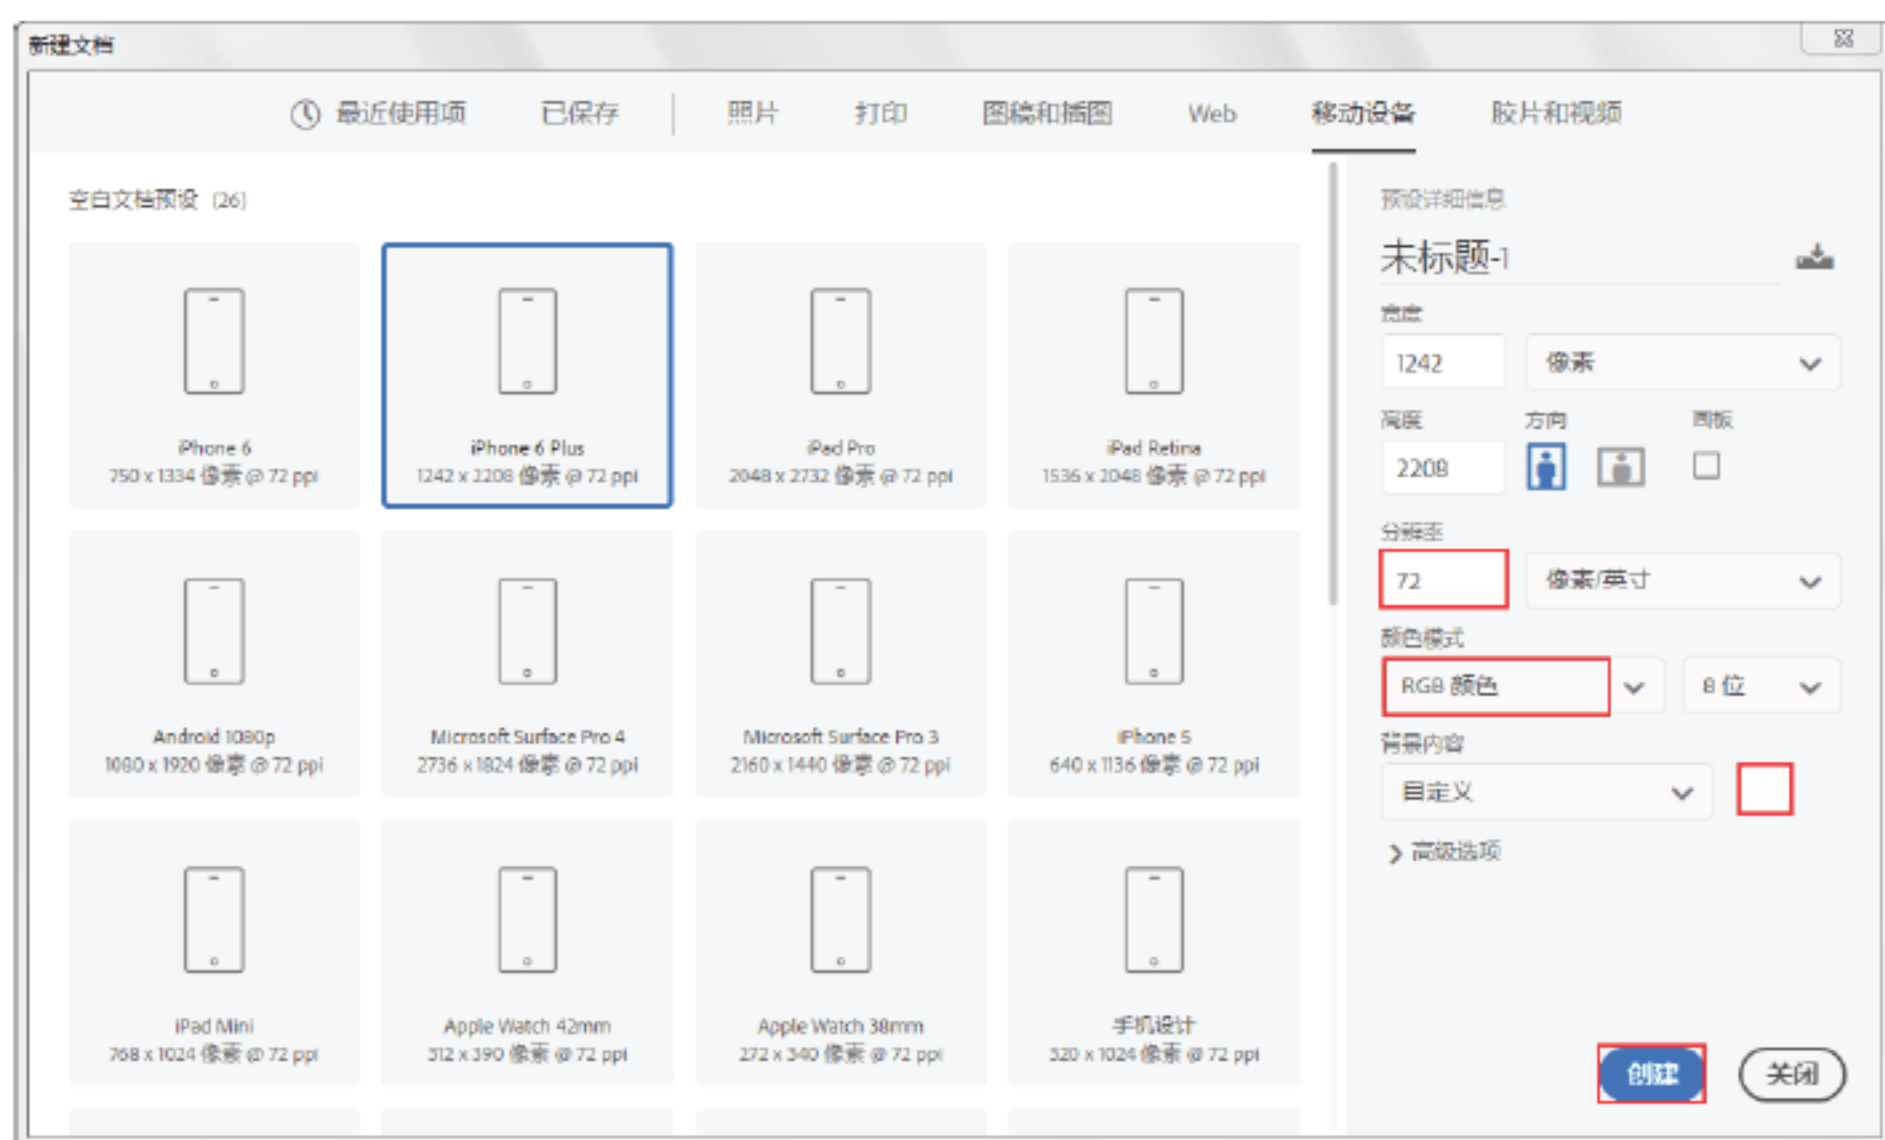 新建文档
最近使用项 已保存 照片 打印 图稿和插图 Web 移动设备 胶片和视频
空白文档预设 (26)
iPhone 6
750 x 1334 像素 @ 72 ppi
iPhone 6 Plus
1242 x 2208 像素 @ 72 ppi
iPad Pro
2048 x 2732 像素 @ 72 ppi
iPad Retina
1536 x 2048 像素 @ 72 ppi
Android 1080p
1080 x 1920 像素 @ 72 ppi
Microsoft Surface Pro 4
2736 x 1824 像素 @ 72 ppi
Microsoft Surface Pro 3
2160 x 1440 像素 @ 72 ppi
iPhone 5
640 x 1136 像素 @ 72 ppi
iPad Mini
768 x 1024 像素 @ 72 ppi
Apple Watch 42mm
312 x 390 像素 @ 72 ppi
Apple Watch 38mm
272 x 340 像素 @ 72 ppi
手机设计
320 x 1024 像素 @ 72 ppi
预设详细信息
未标题-1
宽度
1242 像素
高度 方向 画板
2208
分辨率
72 像素/英寸
颜色模式
RGB 颜色 8 位
背景内容
自定义
高级选项
创建 关闭